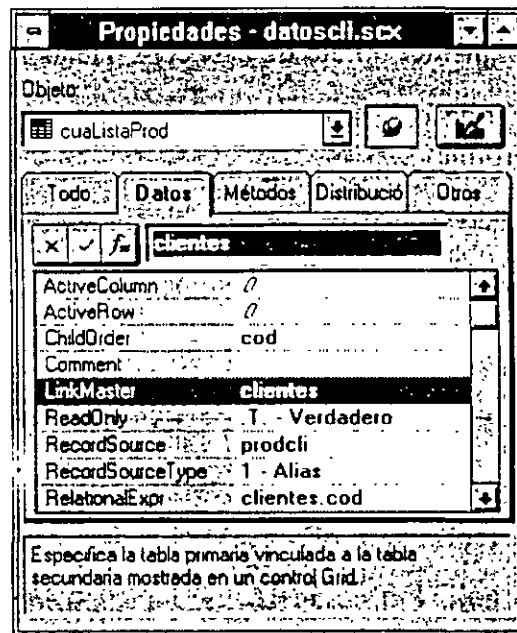 Propiedades - datoscli.scx
Objeto:
cuaListaProd
Todo Datos Métodos Distribució Otros
clientes
ActiveColumn 0
ActiveRow 0
ChildOrder cod
Comment
LinkMaster clientes
ReadOnly .T. - Verdadero
RecordSource prodcli
RecordSourceType 1 - Alias
RelationalExpr clientes.cod
Especifica la tabla primaria vinculada a la tabla
secundaria mostrada en un control Grid.